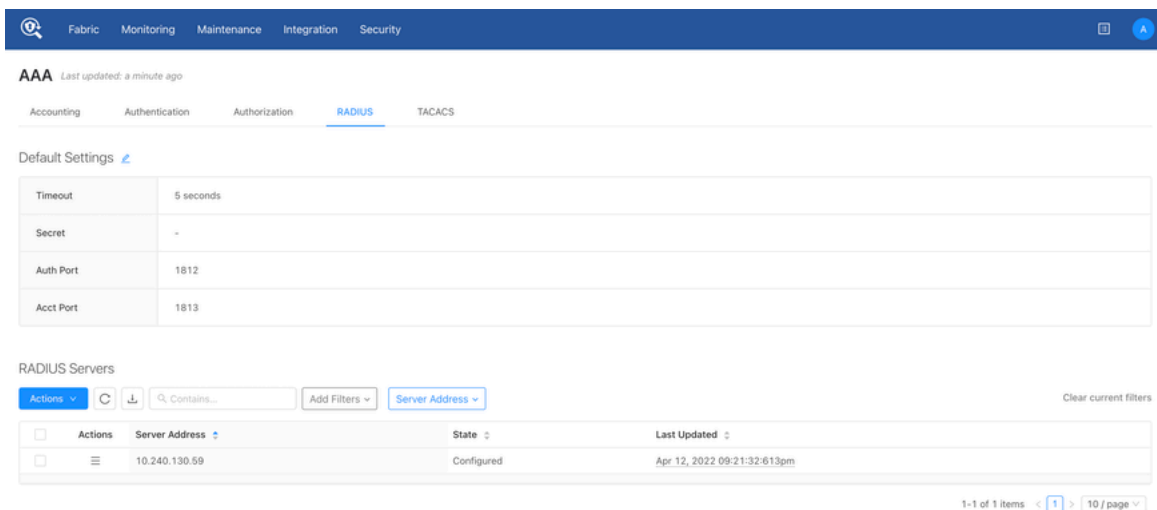 Fabric Monitoring Maintenance Integration Security A
AAA Last updated: a minute ago
Accounting Authentication Authorization RADIUS TACACS
Default Settings
Timeout 5 seconds
Secret -
Auth Port 1812
Acct Port 1813
RADIUS Servers
Actions Contains... Add Filters Server Address Clear current filters
Actions Server Address State Last Updated
10.240.130.59 Configured Apr 12, 2022 09:21:32:613pm
1-1 of 1 items < 1 > 10 / page